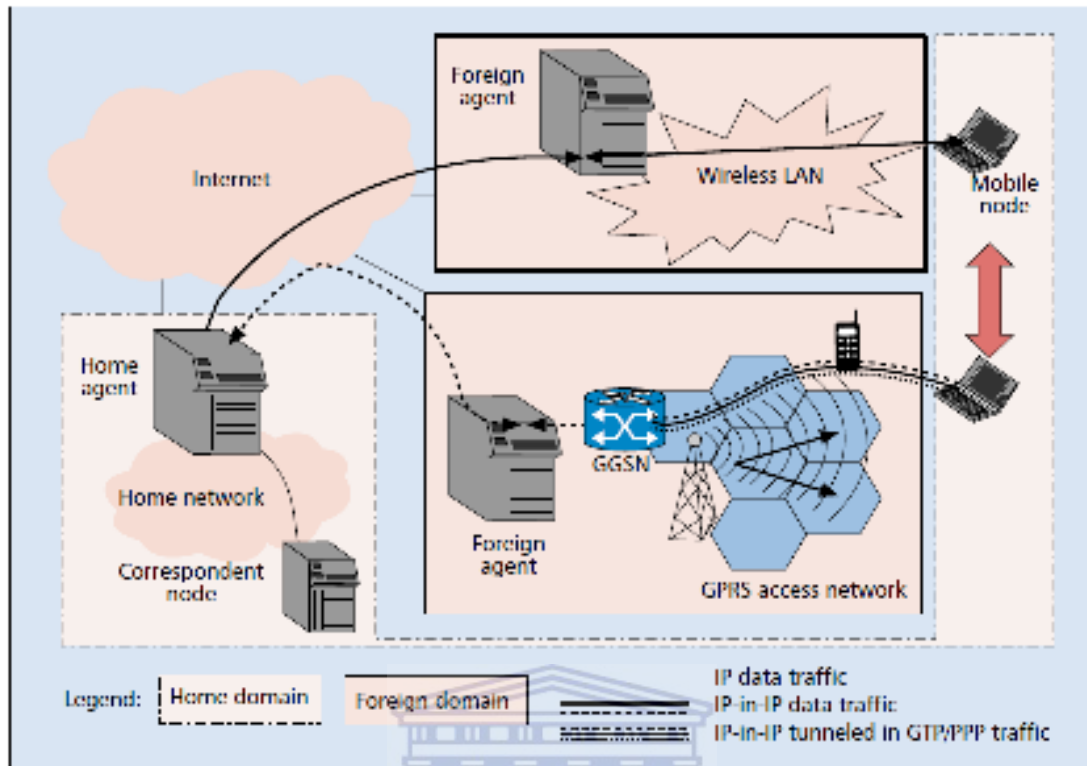 Foreign
agent
Internet
Wireless LAN
Mobile
node
Home
agent
GGSN
Home network
Foreign
agent
Correspondent
node
GPRS access network
Legend:
Home domain
Foreign domain
IP data traffic
IP-in-IP data traffic
IP-in-IP tunneled in GTP/PPP traffic